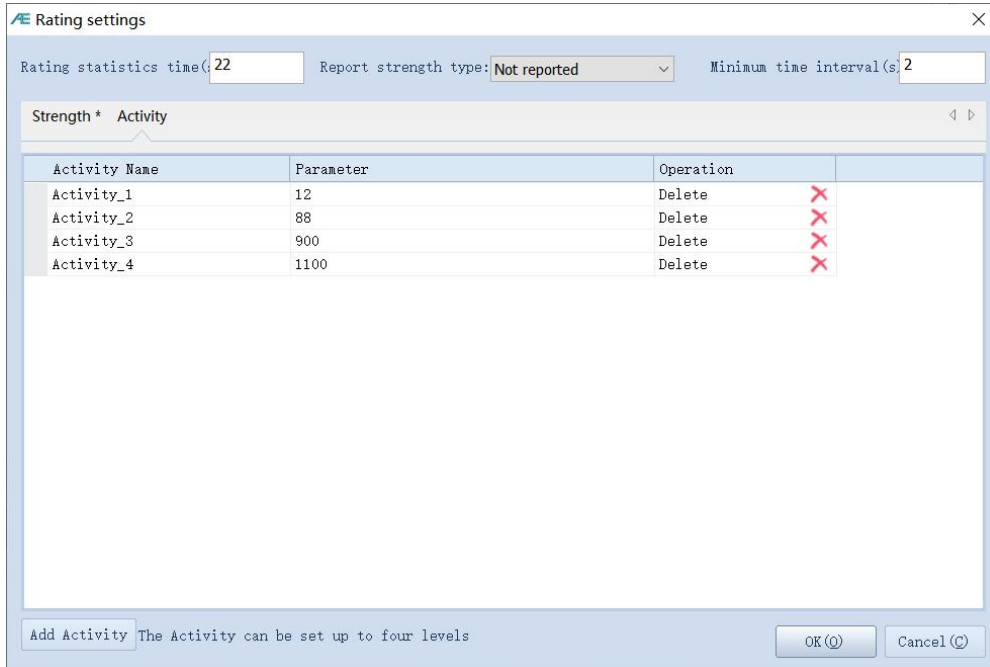 Æ Rating settings
Rating statistics time(: 22 Report strength type: Not reported Minimum time interval(s) 2
Strength * Activity
Activity Name Parameter Operation
Activity_1 12 Delete
Activity_2 88 Delete
Activity_3 900 Delete
Activity_4 1100 Delete
Add Activity The Activity can be set up to four levels
OK(O) Cancel(C)